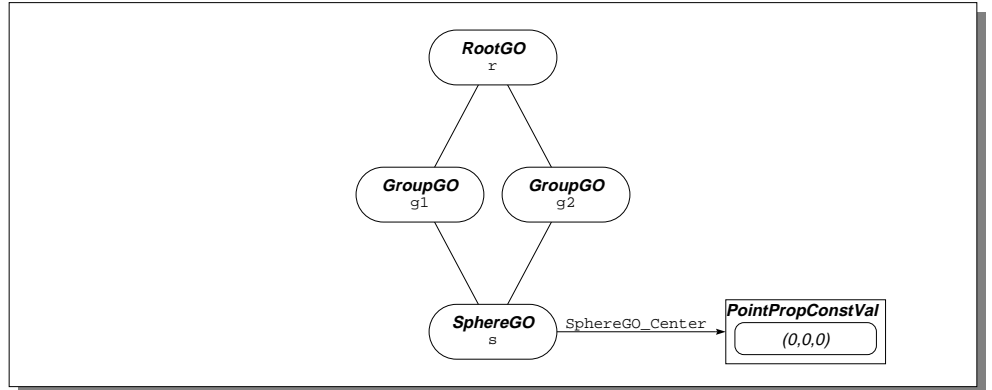 RootGO
r
GroupGO
g1
GroupGO
g2
SphereGO
s
SphereGO_Center
PointPropConstVal
(0,0,0)